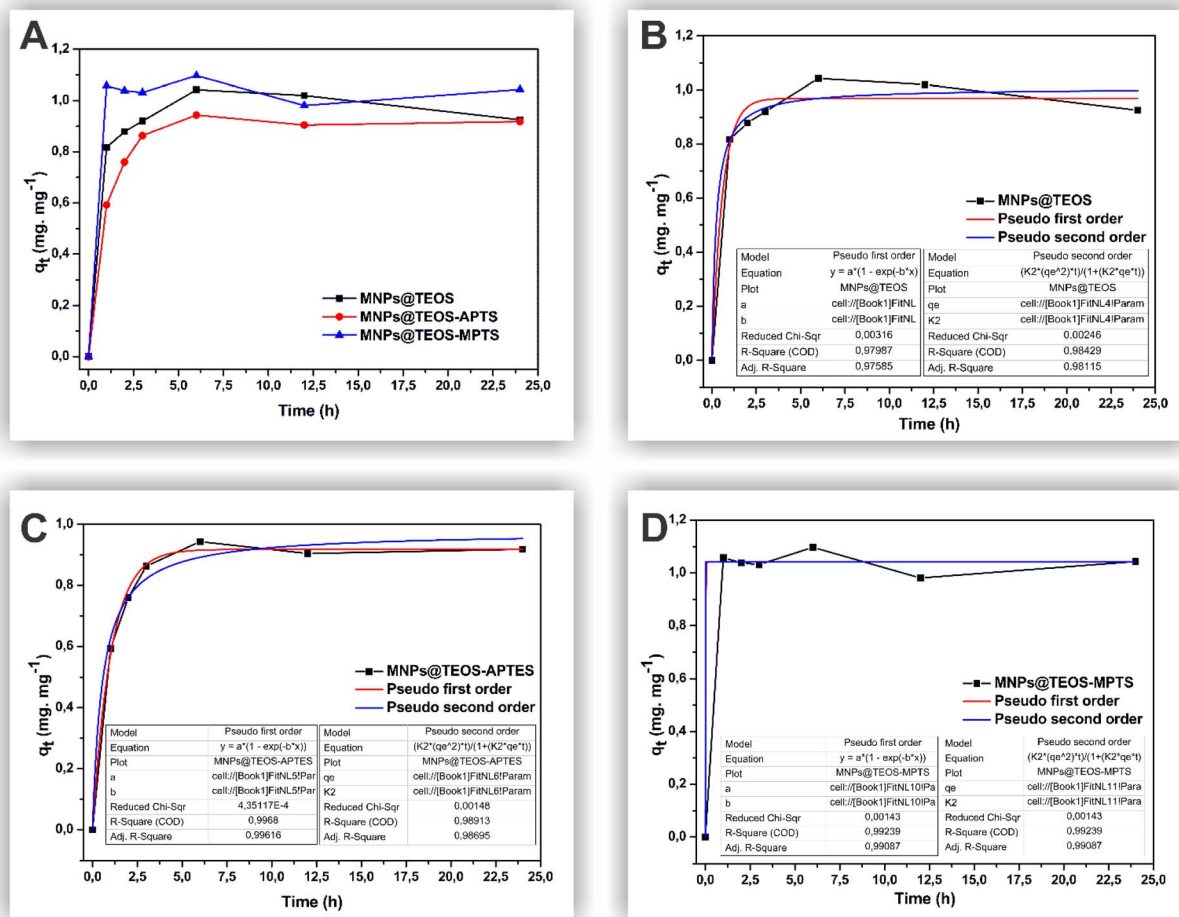 A
1,2
1,0
0,8
0,6
0,4
0,2
0,0
qt (mg. mg-1)
MNPs@TEOS
MNPs@TEOS-APTS
MNPs@TEOS-MPTS
0,0 2,5 5,0 7,5 10,0 12,5 15,0 17,5 20,0 22,5 25,0
Time (h)
B
1,2
1,0
0,8
0,6
0,4
0,2
0,0
qt (mg. mg-1)
MNPs@TEOS
Pseudo first order
Pseudo second order
Model Pseudo first order
Equation y = a*(1 - exp(-b*x)
Plot MNPs@TEOS
a cell://[Book1]FitNL
b cell://[Book1]FitNL
Reduced Chi-Sqr 0,00316
R-Square (COD) 0,97987
Adj. R-Square 0,97585
Model Pseudo second order
Equation (K2*(qe^2)*t)/(1+(K2*qe*t))
Plot MNPs@TEOS
qe cell://[Book1]FitNL4!Param
K2 cell://[Book1]FitNL4!Param
Reduced Chi-Sqr 0,00246
R-Square (COD) 0,98429
Adj. R-Square 0,98115
0,0 2,5 5,0 7,5 10,0 12,5 15,0 17,5 20,0 22,5 25,0
Time (h)
C
1,0
0,8
0,6
0,4
0,2
0,0
qt (mg. mg-1)
MNPs@TEOS-APTES
Pseudo first order
Pseudo second order
Model Pseudo first order
Equation y = a*(1 - exp(-b*x))
Plot MNPs@TEOS-APTES
a cell://[Book1]FitNL5!Par
b cell://[Book1]FitNL5!Par
Reduced Chi-Sqr 4,35117E-4
R-Square (COD) 0,9968
Adj. R-Square 0,99616
Model Pseudo second order
Equation (K2*(qe^2)*t)/(1+(K2*qe*t))
Plot MNPs@TEOS-APTES
qe cell://[Book1]FitNL6!Param
K2 cell://[Book1]FitNL6!Param
Reduced Chi-Sqr 0,00148
R-Square (COD) 0,98913
Adj. R-Square 0,98695
0,0 2,5 5,0 7,5 10,0 12,5 15,0 17,5 20,0 22,5 25,0
Time (h)
D
1,2
1,0
0,8
0,6
0,4
0,2
0,0
qt (mg. mg-1)
MNPs@TEOS-MPTS
Pseudo first order
Pseudo second order
Model Pseudo first order
Equation y = a*(1 - exp(-b*x))
Plot MNPs@TEOS-MPTS
a cell://[Book1]FitNL10!Pa
b cell://[Book1]FitNL10!Pa
Reduced Chi-Sqr 0,00143
R-Square (COD) 0,99239
Adj. R-Square 0,99087
Model Pseudo second order
Equation (K2*(qe^2)*t)/(1+(K2*qe*t)
Plot MNPs@TEOS-MPTS
qe cell://[Book1]FitNL11!Para
K2 cell://[Book1]FitNL11!Para
Reduced Chi-Sqr 0,00143
R-Square (COD) 0,99239
Adj. R-Square 0,99087
0,0 2,5 5,0 7,5 10,0 12,5 15,0 17,5 20,0 22,5 25,0
Time (h)